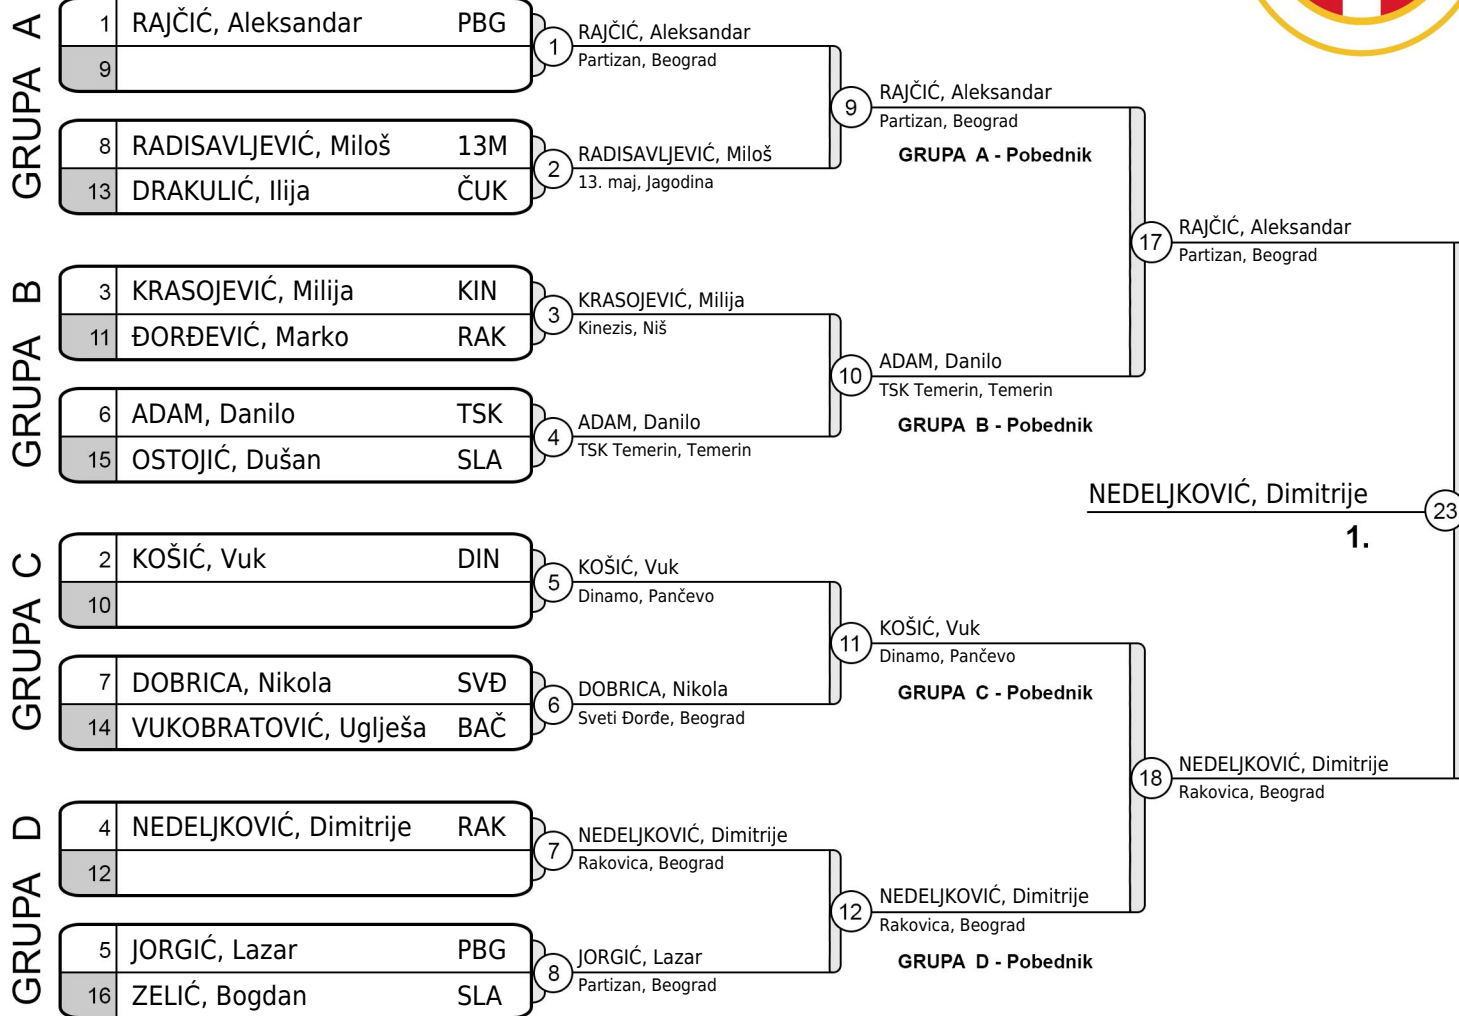 GRUPA A
1 RAJČIĆ, Aleksandar PBG
9
8 RADISAVLJEVIĆ, Miloš 13M
13 DRAKULIĆ, Ilija ČUK
GRUPA B
3 KRASOJEVIĆ, Milija KIN
11 ĐORĐEVIĆ, Marko RAK
6 ADAM, Danilo TSK
15 OSTOJIĆ, Dušan SLA
GRUPA C
2 KOŠIĆ, Vuk DIN
10
7 DOBRICA, Nikola SVĐ
14 VUKOBRATOVIĆ, Uglješa BAČ
GRUPA D
4 NEDELJKOVIĆ, Dimitrije RAK
12
5 JORGIĆ, Lazar PBG
16 ZELIĆ, Bogdan SLA
1 RAJČIĆ, Aleksandar
Partizan, Beograd
2 RADISAVLJEVIĆ, Miloš
13. maj, Jagodina
3 KRASOJEVIĆ, Milija
Kinezis, Niš
4 ADAM, Danilo
TSK Temerin, Temerin
5 KOŠIĆ, Vuk
Dinamo, Pančevo
6 DOBRICA, Nikola
Sveti Đorđe, Beograd
7 NEDELJKOVIĆ, Dimitrije
Rakovica, Beograd
8 JORGIĆ, Lazar
Partizan, Beograd
9 RAJČIĆ, Aleksandar
Partizan, Beograd
GRUPA A - Pobednik
10 ADAM, Danilo
TSK Temerin, Temerin
GRUPA B - Pobednik
11 KOŠIĆ, Vuk
Dinamo, Pančevo
GRUPA C - Pobednik
12 NEDELJKOVIĆ, Dimitrije
Rakovica, Beograd
GRUPA D - Pobednik
17 RAJČIĆ, Aleksandar
Partizan, Beograd
18 NEDELJKOVIĆ, Dimitrije
Rakovica, Beograd
NEDELJKOVIĆ, Dimitrije 23
1.